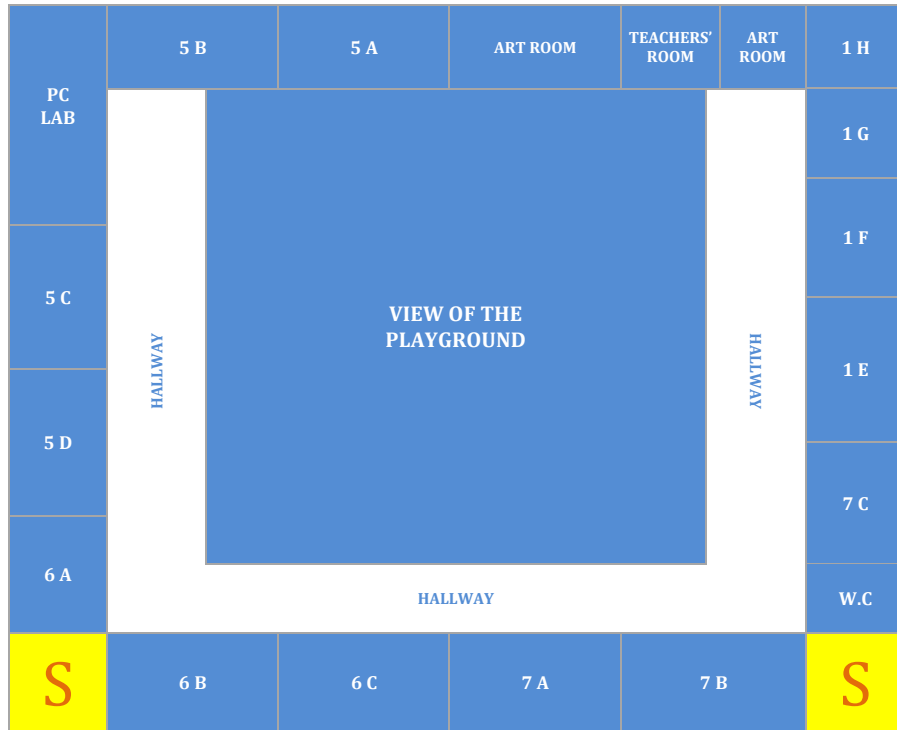 5 B
5 A
ART ROOM
TEACHERS'
ROOM
ART
ROOM
1 H
PC
LAB
1 G
1 F
5 C
VIEW OF THE
PLAYGROUND
HALLWAY
HALLWAY
1 E
5 D
7 C
6 A
HALLWAY
W.C
S
6 B
6 C
7 A
7 B
S